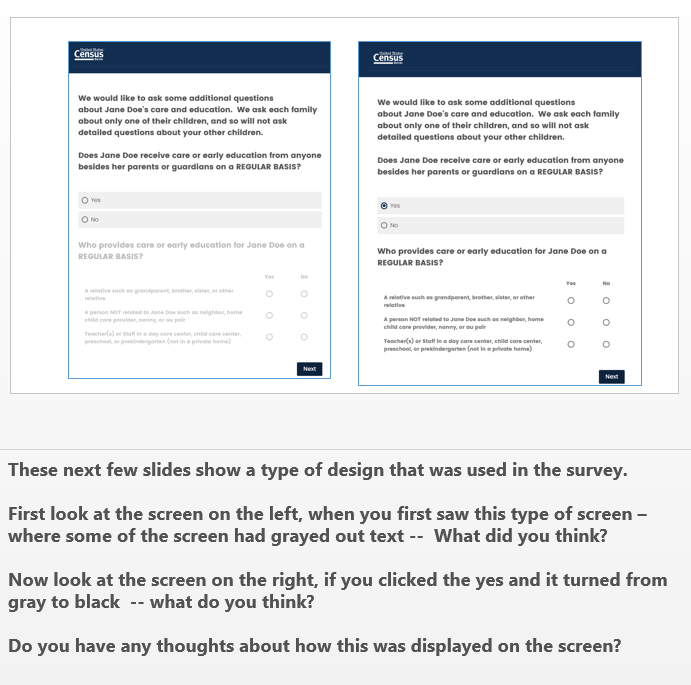 United States
Census
Bureau
We would like to ask some additional questions
about Jane Doe's care and education.  We ask each family
about only one of their children, and so will not ask
detailed questions about your other children.
Does Jane Doe receive care or early education from anyone
besides her parents or guardians on a REGULAR BASIS?
Yes
No
Who provides care or early education for Jane Doe on a
REGULAR BASIS?
Yes No
A relative such as grandparent, brother, sister, or other
relative
A person NOT related to Jane Doe such as neighbor, home
child care provider, nanny, or au pair
Teacher(s) or Staff in a day care center, child care center,
preschool, or prekindergarten (not in a private home)
Next
United States
Census
Bureau
We would like to ask some additional questions
about Jane Doe's care and education.  We ask each family
about only one of their children, and so will not ask
detailed questions about your other children.
Does Jane Doe receive care or early education from anyone
besides her parents or guardians on a REGULAR BASIS?
Yes
No
Who provides care or early education for Jane Doe on a
REGULAR BASIS?
Yes No
A relative such as grandparent, brother, sister, or other
relative
A person NOT related to Jane Doe such as neighbor, home
child care provider, nanny, or au pair
Teacher(s) or Staff in a day care center, child care center,
preschool, or prekindergarten (not in a private home)
Next
These next few slides show a type of design that was used in the survey.
First look at the screen on the left, when you first saw this type of screen –
where some of the screen had grayed out text --  What did you think?
Now look at the screen on the right, if you clicked the yes and it turned from
gray to black  -- what do you think?
Do you have any thoughts about how this was displayed on the screen?